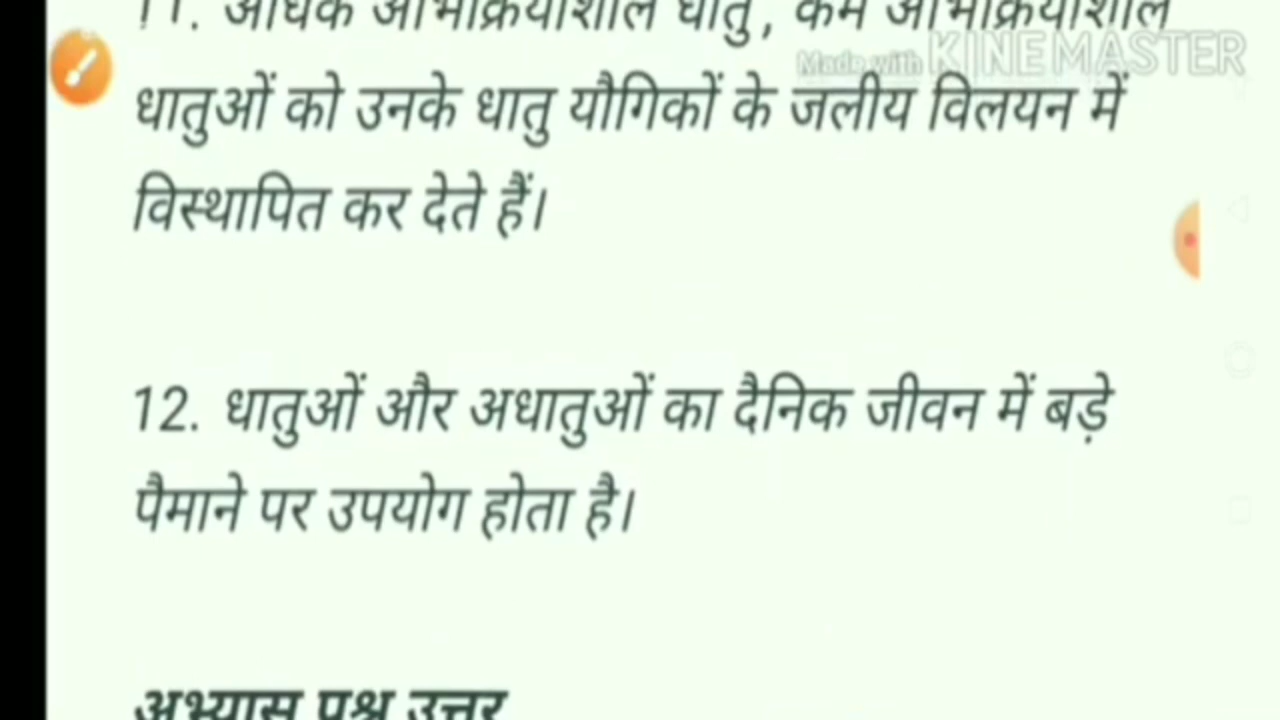 11. अधिक अभिक्रियाशील धातु, कम अभिक्रियाशील
Made with KINEMASTER
धातुओं को उनके धातु यौगिकों के जलीय विलयन में
विस्थापित कर देते हैं।
12. धातुओं और अधातुओं का दैनिक जीवन में बड़े
पैमाने पर उपयोग होता है।
अभ्यास प्रश्न उत्तर